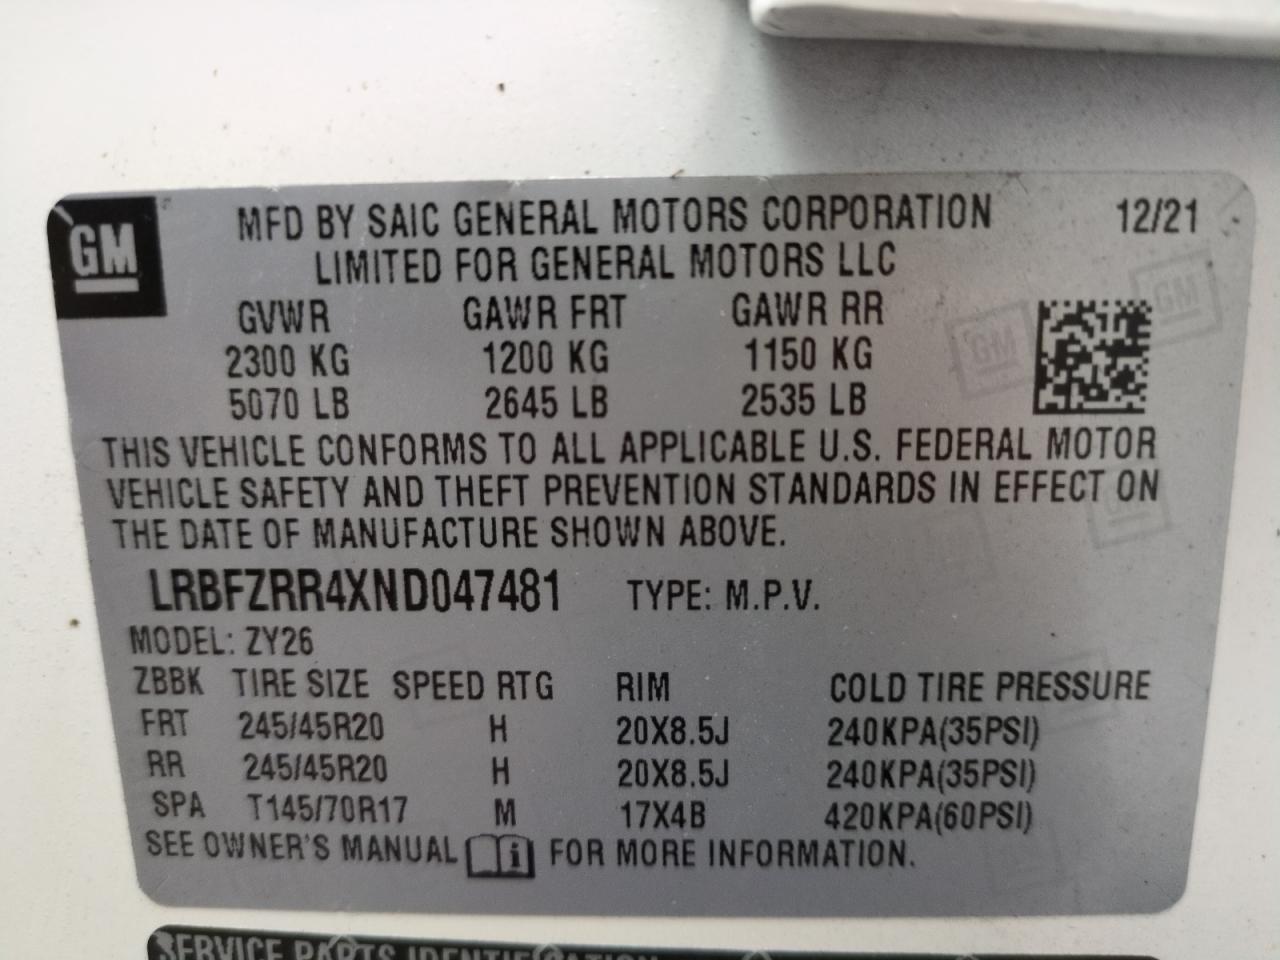 GM
MFD BY SAIC GENERAL MOTORS CORPORATION 12/21
LIMITED FOR GENERAL MOTORS LLC
GVWR GAWR FRT GAWR RR
2300 KG 1200 KG 1150 KG
5070 LB 2645 LB 2535 LB
THIS VEHICLE CONFORMS TO ALL APPLICABLE U.S. FEDERAL MOTOR
VEHICLE SAFETY AND THEFT PREVENTION STANDARDS IN EFFECT ON
THE DATE OF MANUFACTURE SHOWN ABOVE.
LRBFZRR4XND047481 TYPE: M.P.V.
MODEL: ZY26
ZBBK TIRE SIZE SPEED RTG RIM COLD TIRE PRESSURE
FRT 245/45R20 H 20X8.5J 240KPA(35PSI)
RR 245/45R20 H 20X8.5J 240KPA(35PSI)
SPA T145/70R17 M 17X4B 420KPA(60PSI)
SEE OWNER'S MANUAL i FOR MORE INFORMATION.
SERVICE PARTS IDENTIFICATION